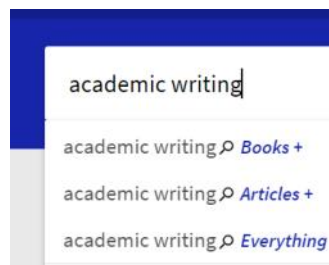 academic writing
academic writing Books +
academic writing Articles +
academic writing Everything